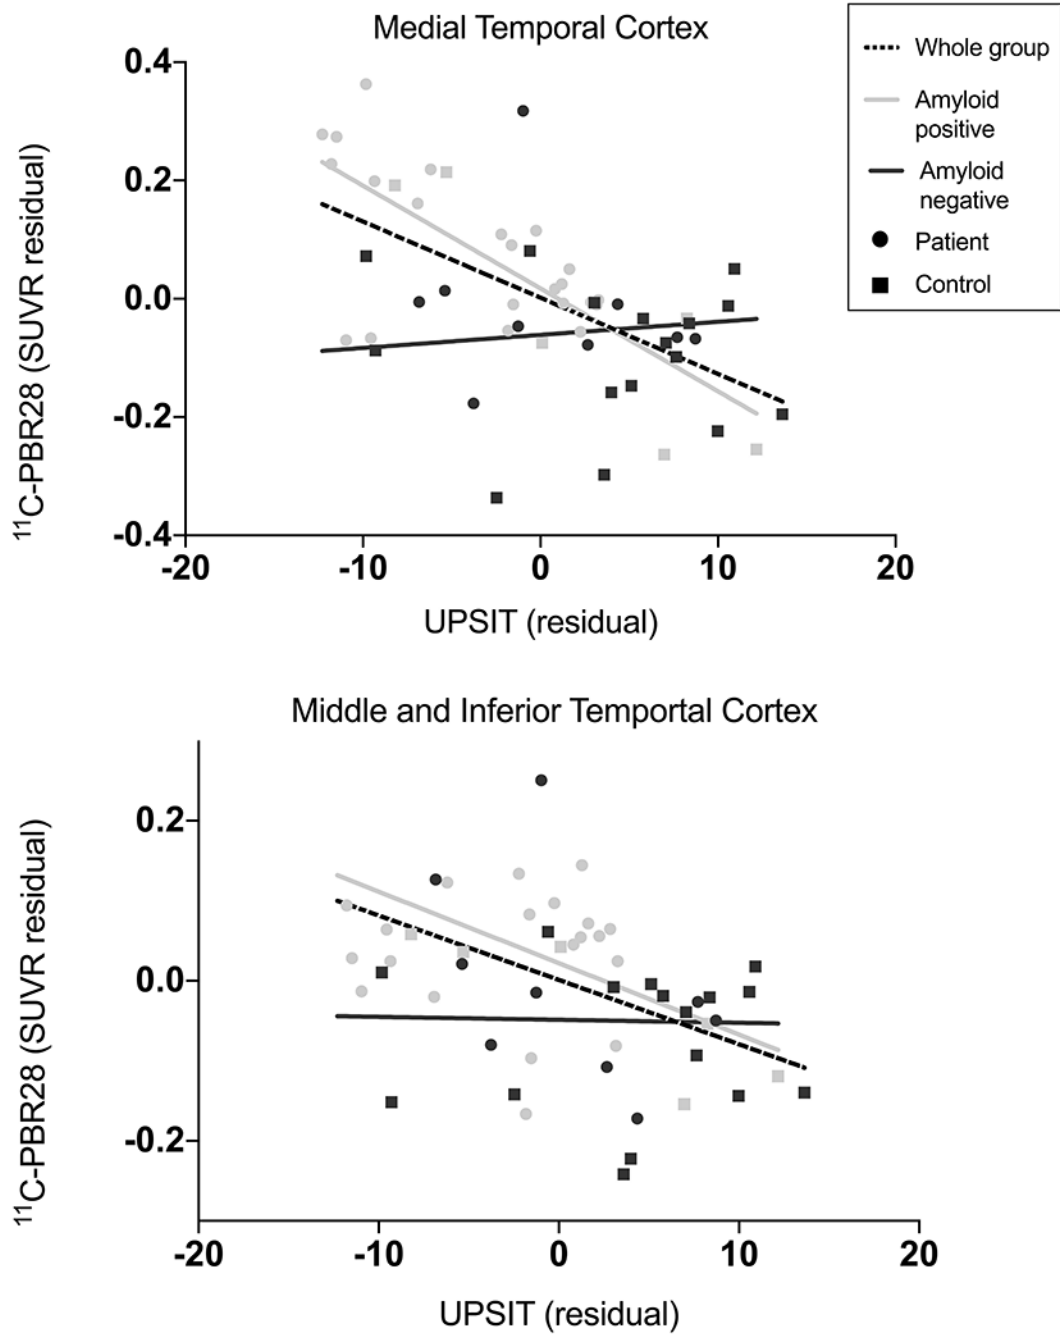 Medial Temporal Cortex
Whole group
Amyloid
positive
Amyloid
negative
Patient
Control
¹¹C-PBR28 (SUVR residual)
0.4
0.2
0.0
-0.2
-0.4
-20 -10 0 10 20
UPSIT (residual)
Middle and Inferior Temportal Cortex
¹¹C-PBR28 (SUVR residual)
0.2
0.0
-0.2
-20 -10 0 10 20
UPSIT (residual)